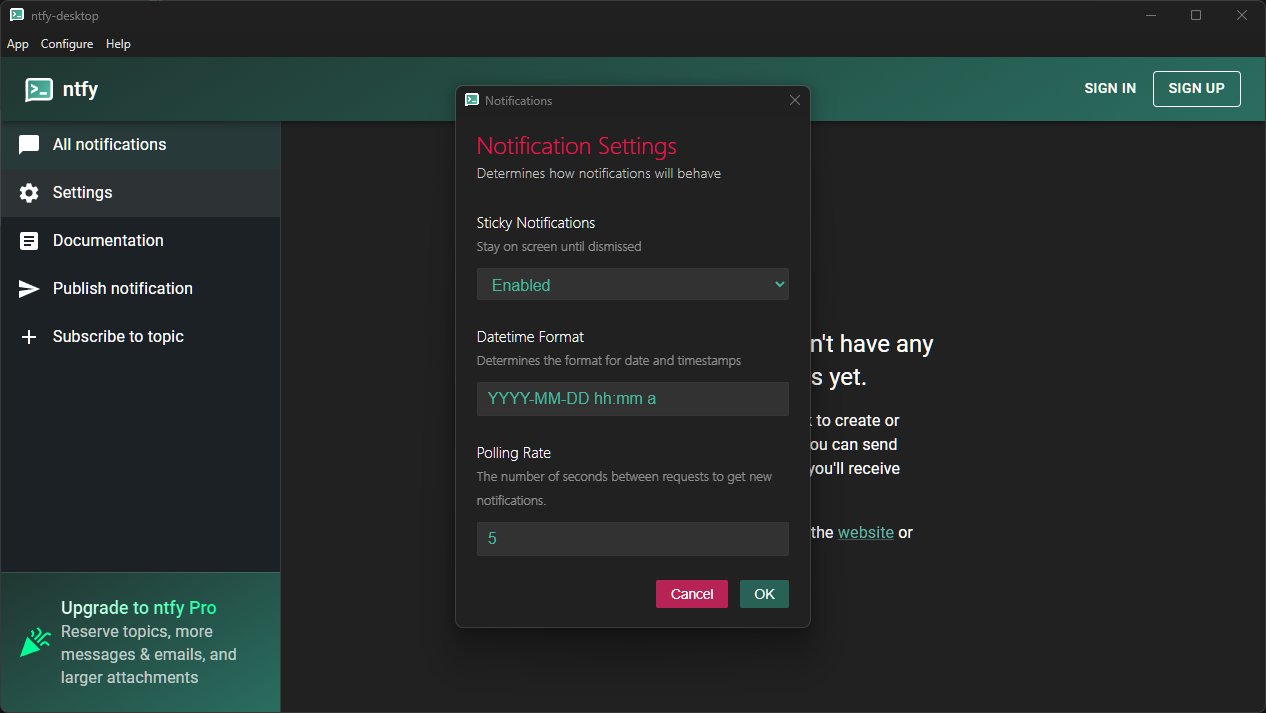 ntfy-desktop
App Configure Help
ntfy
SIGN IN
SIGN UP
All notifications
Settings
Documentation
Publish notification
Subscribe to topic
Upgrade to ntfy Pro
Reserve topics, more
messages & emails, and
larger attachments
Notifications
Notification Settings
Determines how notifications will behave
Sticky Notifications
Stay on screen until dismissed
Enabled
Datetime Format
Determines the format for date and timestamps
YYYY-MM-DD hh:mm a
Polling Rate
The number of seconds between requests to get new
notifications.
5
Cancel
OK
n't have any
s yet.
to create or
ou can send
you'll receive
the website or